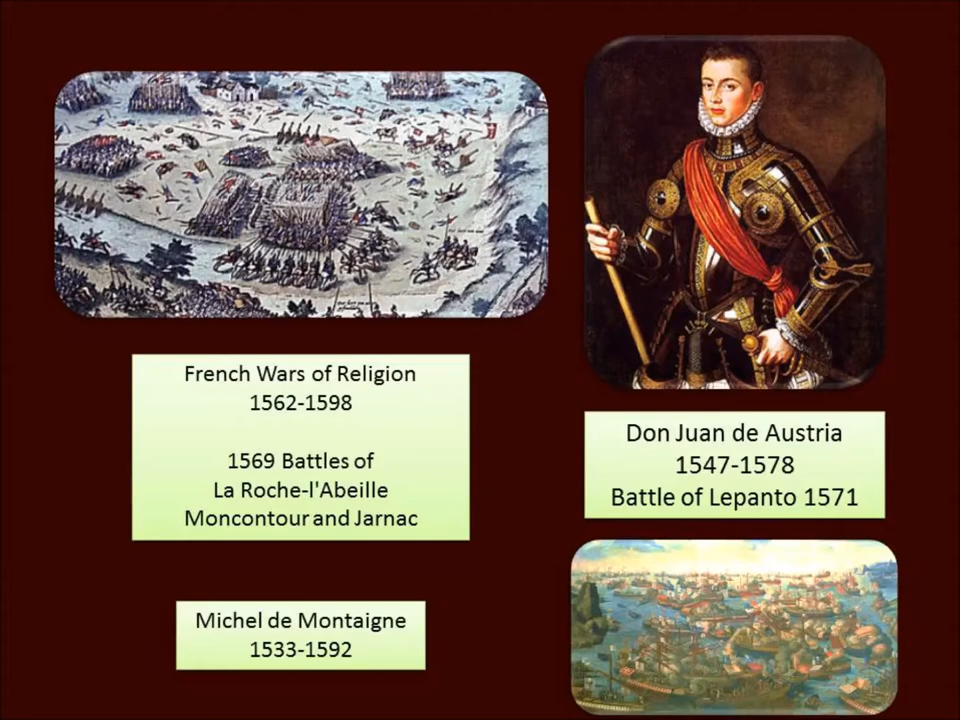 French Wars of Religion
1562-1598
1569 Battles of
La Roche-l'Abeille
Moncontour and Jarnac
Don Juan de Austria
1547-1578
Battle of Lepanto 1571
Michel de Montaigne
1533-1592